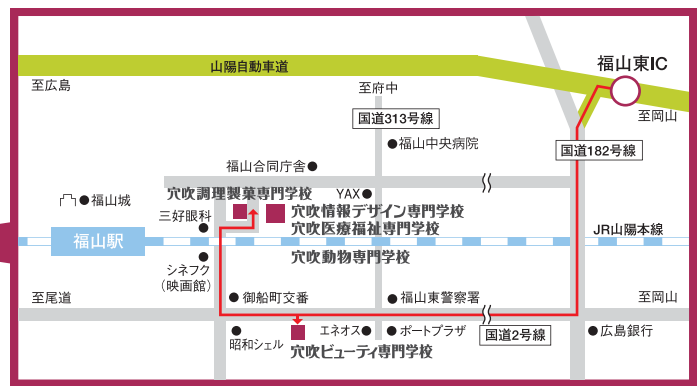 山陽自動車道
福山東IC
至広島
至府中
至岡山
国道313号線
福山中央病院
国道182号線
福山合同庁舎
穴吹調理製菓専門学校
YAX
福山城
三好眼科
穴吹情報デザイン専門学校
穴吹医療福祉専門学校
福山駅
JR山陽本線
穴吹動物専門学校
シネフク
(映画館)
至尾道
御船町交番
福山東警察署
至岡山
昭和シェル
エネオス
ポートプラザ
国道2号線
広島銀行
穴吹ビューティ専門学校